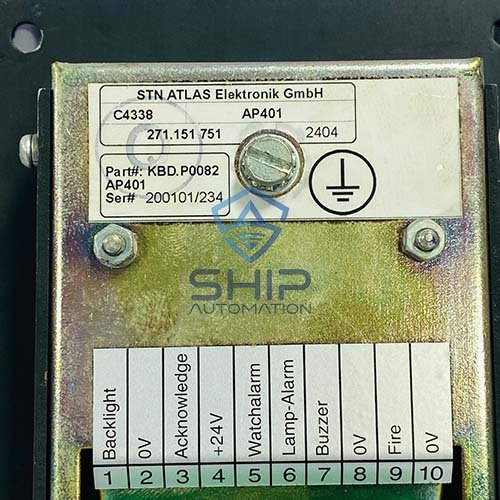 STN ATLAS Elektronik GmbH
C4338 AP401
271.151 751 2404
Part#: KBD.P0082
AP401
Ser# 200101/234
SHIP
AUTOMATION
Backlight
0V
Acknowledge
+24V
Watchalarm
Lamp-Alarm
Buzzer
0V
Fire
0V
1 2 3 4 5 6 7 8 9 10